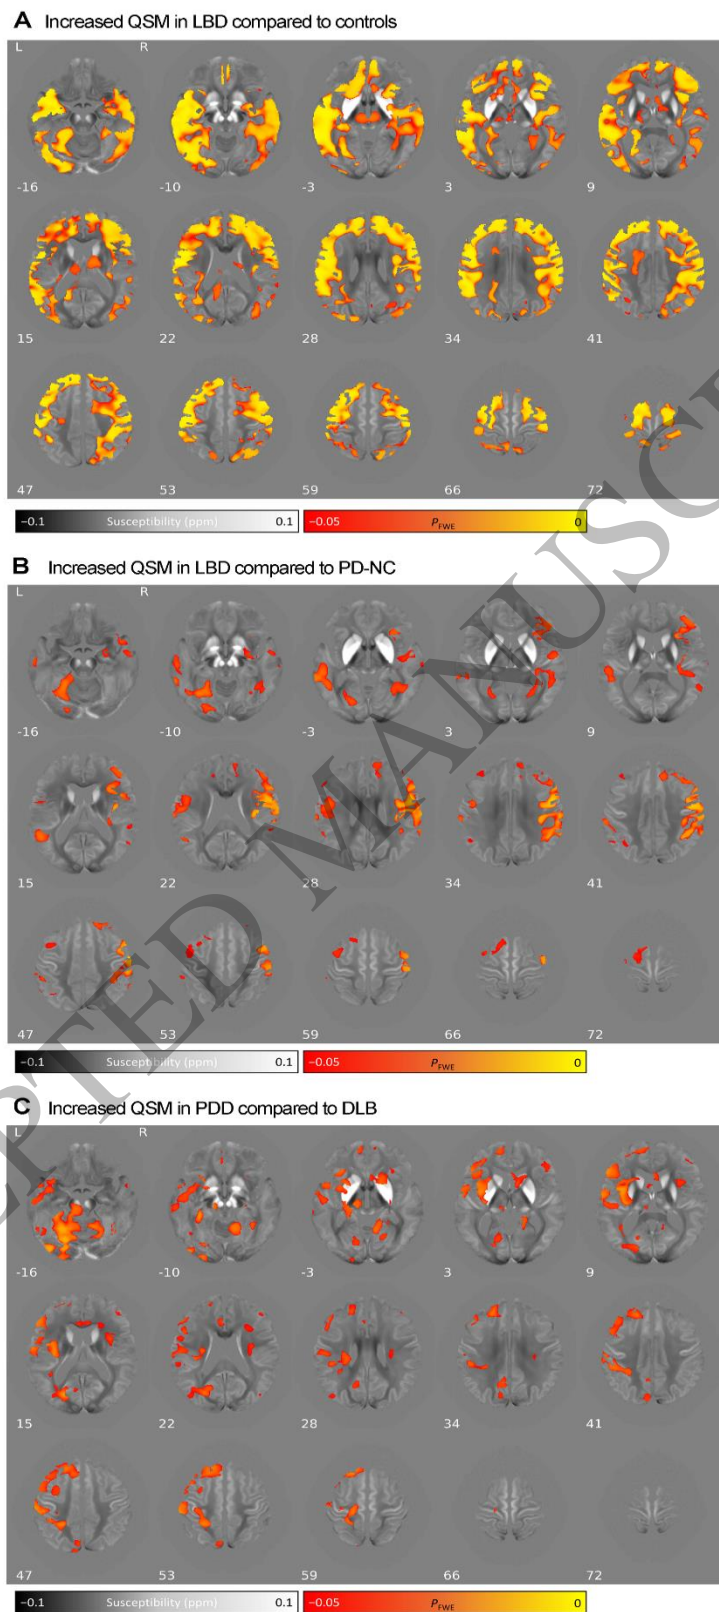 A Increased QSM in LBD compared to controls
L R
-16 -10 -3 3 9
15 22 28 34 41
47 53 59 66 72
−0.1 Susceptibility (ppm) 0.1 −0.05 PFWE 0
B Increased QSM in LBD compared to PD-NC
L R
-16 -10 -3 3 9
15 22 28 34 41
47 53 59 66 72
−0.1 Susceptibility (ppm) 0.1 −0.05 PFWE 0
C Increased QSM in PDD compared to DLB
L R
-16 -10 -3 3 9
15 22 28 34 41
47 53 59 66 72
−0.1 Susceptibility (ppm) 0.1 −0.05 PFWE 0
CEPTED MANUSC